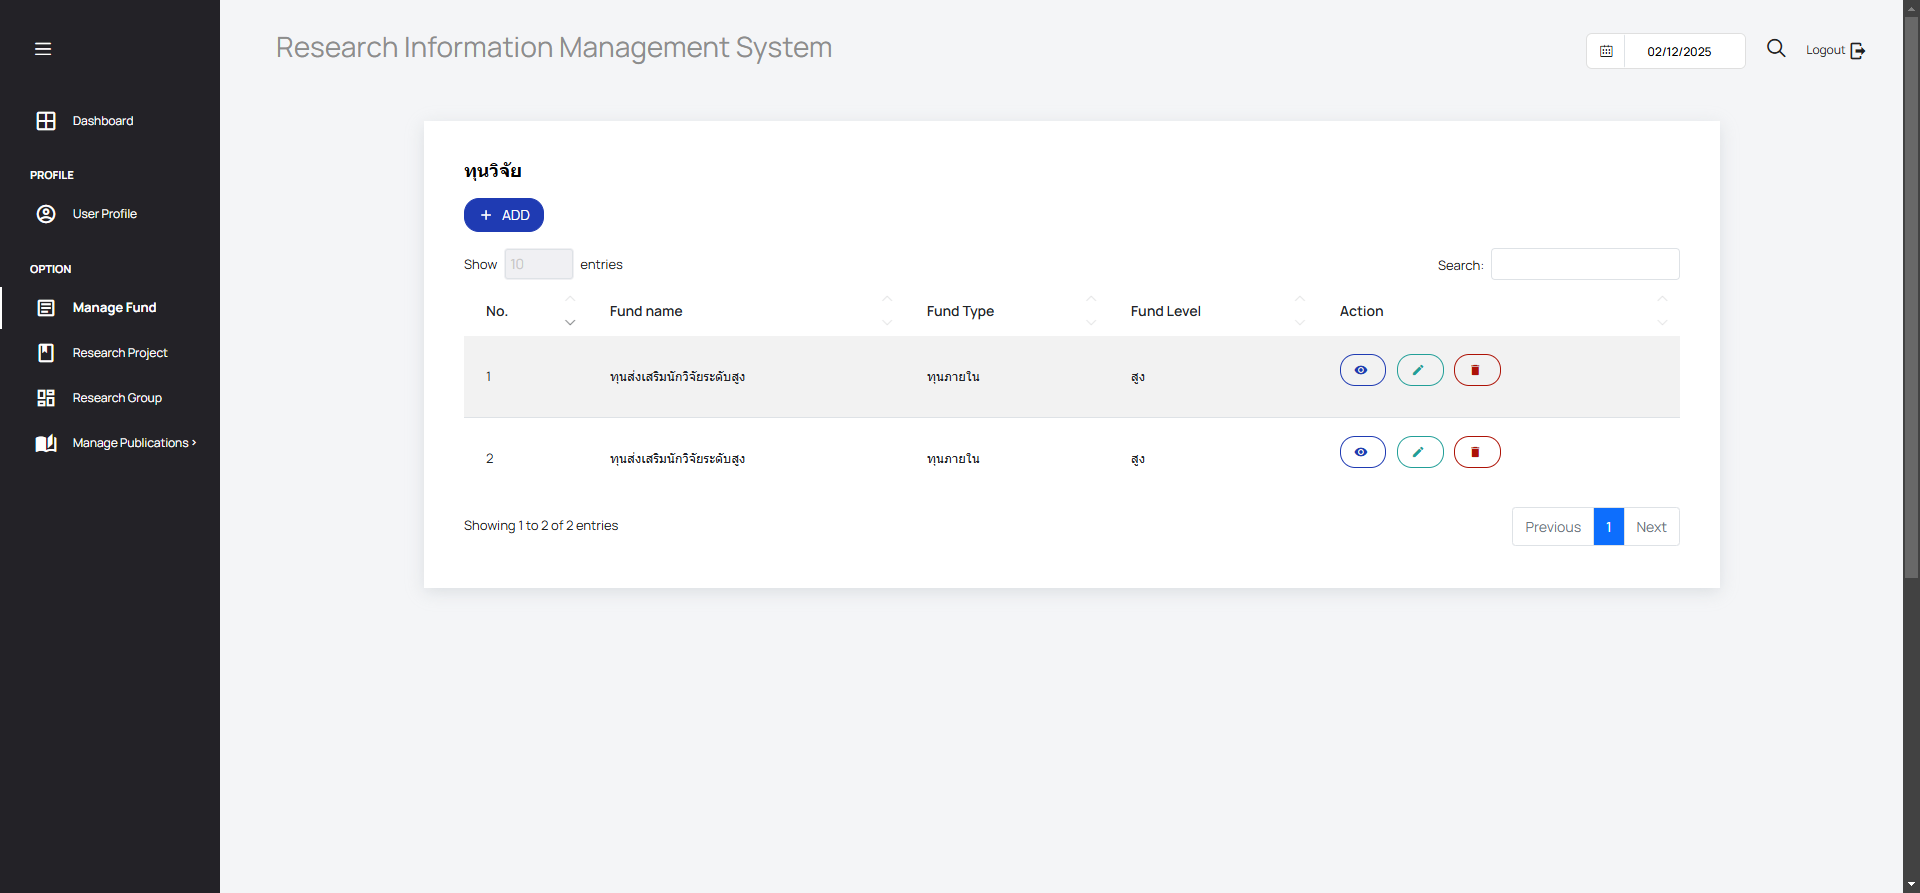 Research Information Management System
02/12/2025
Logout
Dashboard
PROFILE
User Profile
OPTION
Manage Fund
Research Project
Research Group
Manage Publications
ทุนวิจัย
+ ADD
Show 10 entries
Search:
No. Fund name Fund Type Fund Level Action
1 ทุนส่งเสริมนักวิจัยระดับสูง ทุนภายใน สูง
2 ทุนส่งเสริมนักวิจัยระดับสูง ทุนภายใน สูง
Showing 1 to 2 of 2 entries
Previous 1 Next